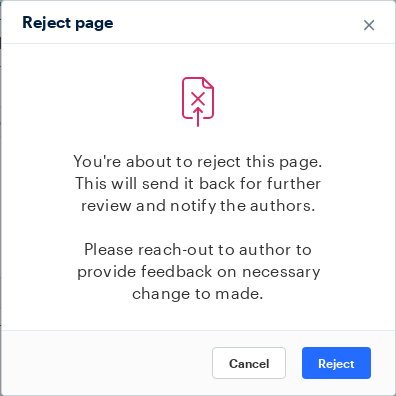 Reject page
You're about to reject this page.
This will send it back for further
review and notify the authors.
Please reach-out to author to
provide feedback on necessary
change to made.
Cancel
Reject